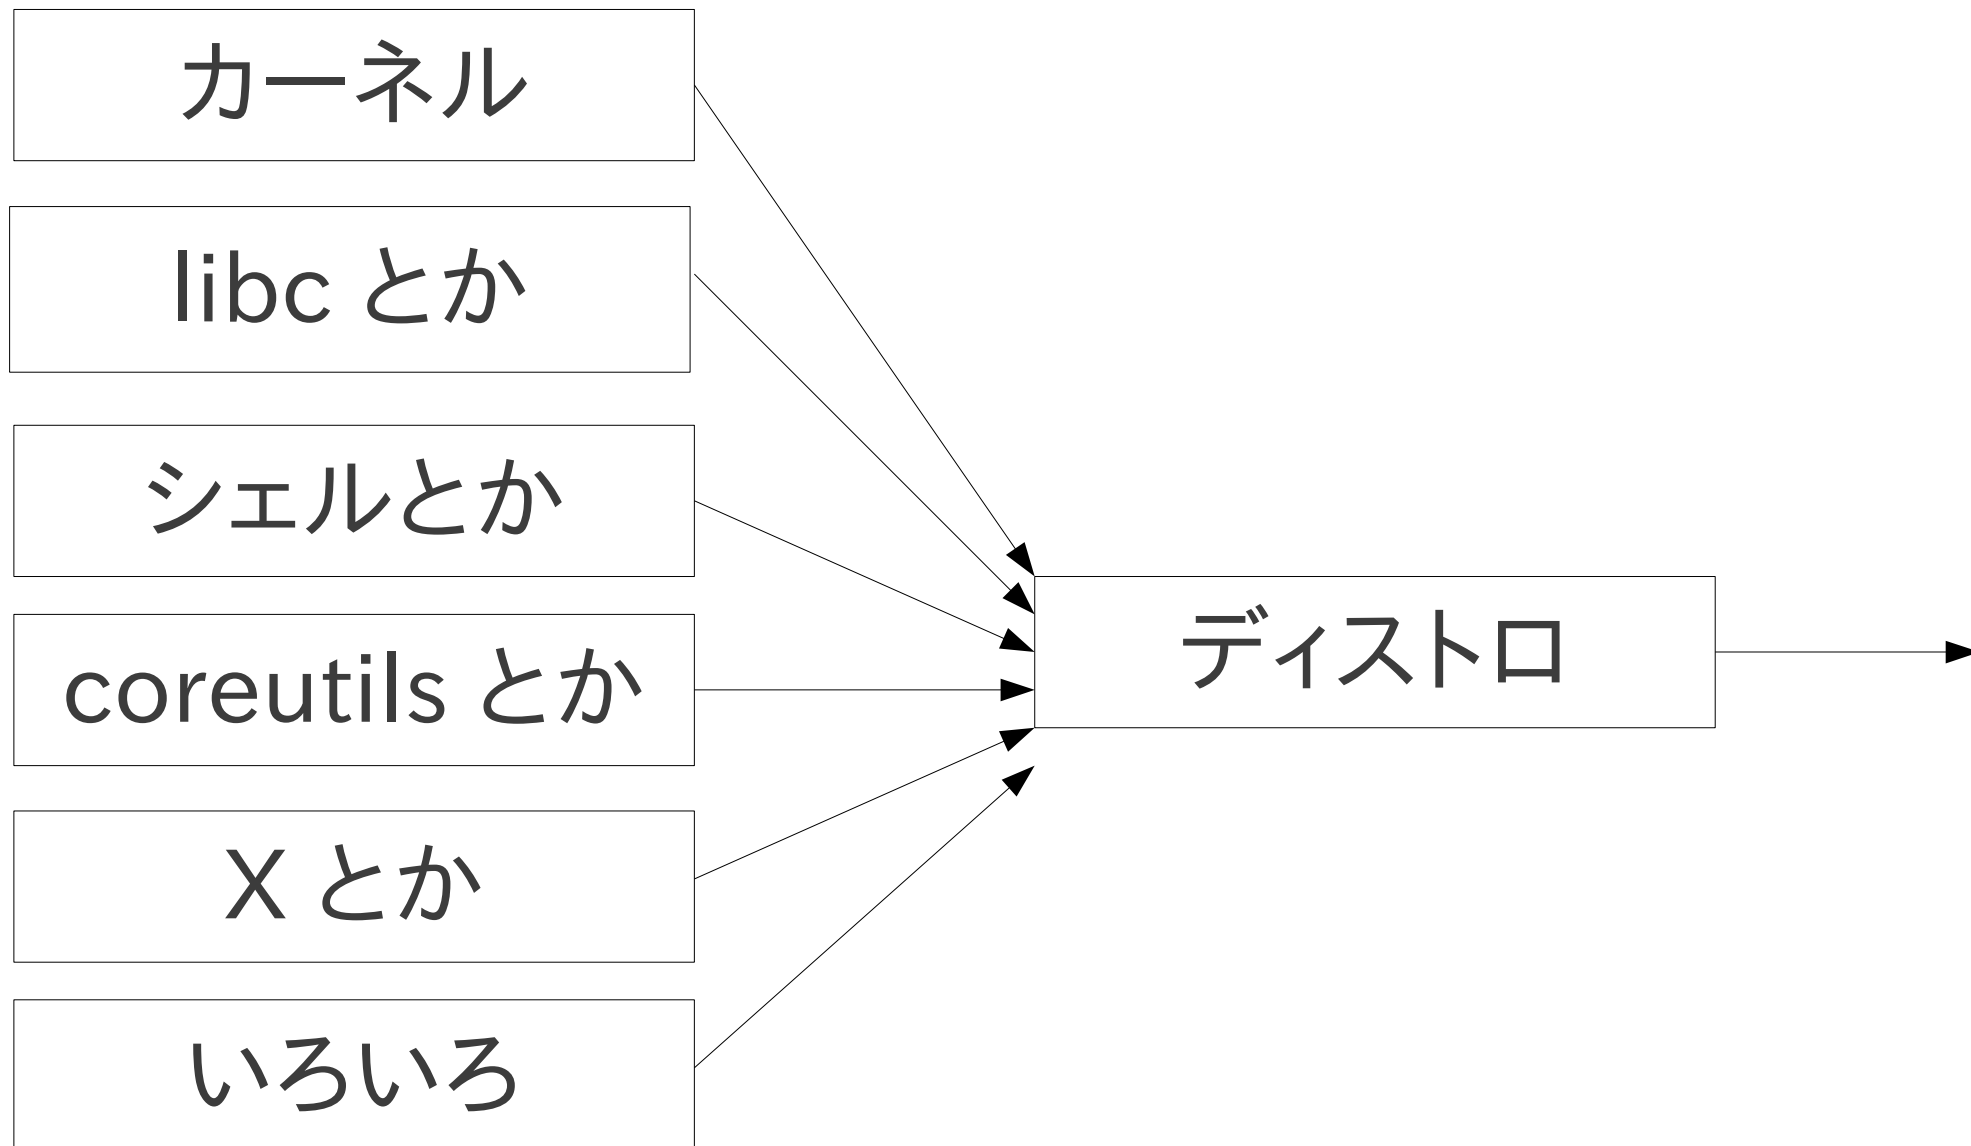 カーネル
libc とか
シェルとか
coreutils とか
ディストロ
X とか
いろいろ